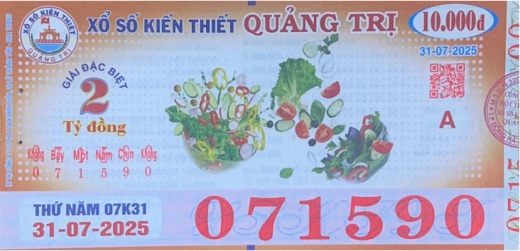 XỔ SỐ KIẾN THIẾT
QUẢNG TRỊ
XỔ SỐ KIẾN THIẾT QUẢNG TRỊ
10.000đ
31-07-2025
GIẢI ĐẶC BIỆT
2
Tỷ đồng
A
Không Bảy Một Năm Chín Không
0 7 1 5 9 0
THỨ NĂM 07K31
31-07-2025
071590